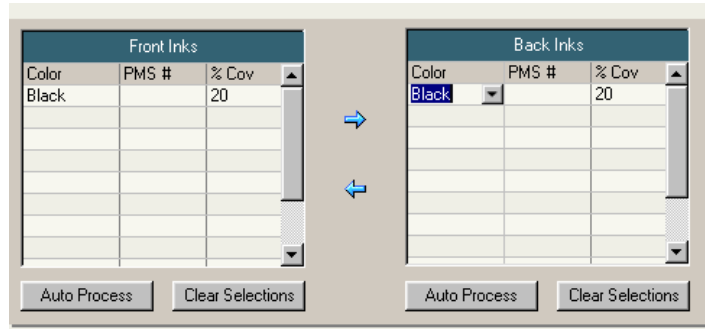 Front Inks
Color PMS # % Cov
Black 20
Auto Process Clear Selections
Back Inks
Color PMS # % Cov
Black 20
Auto Process Clear Selections